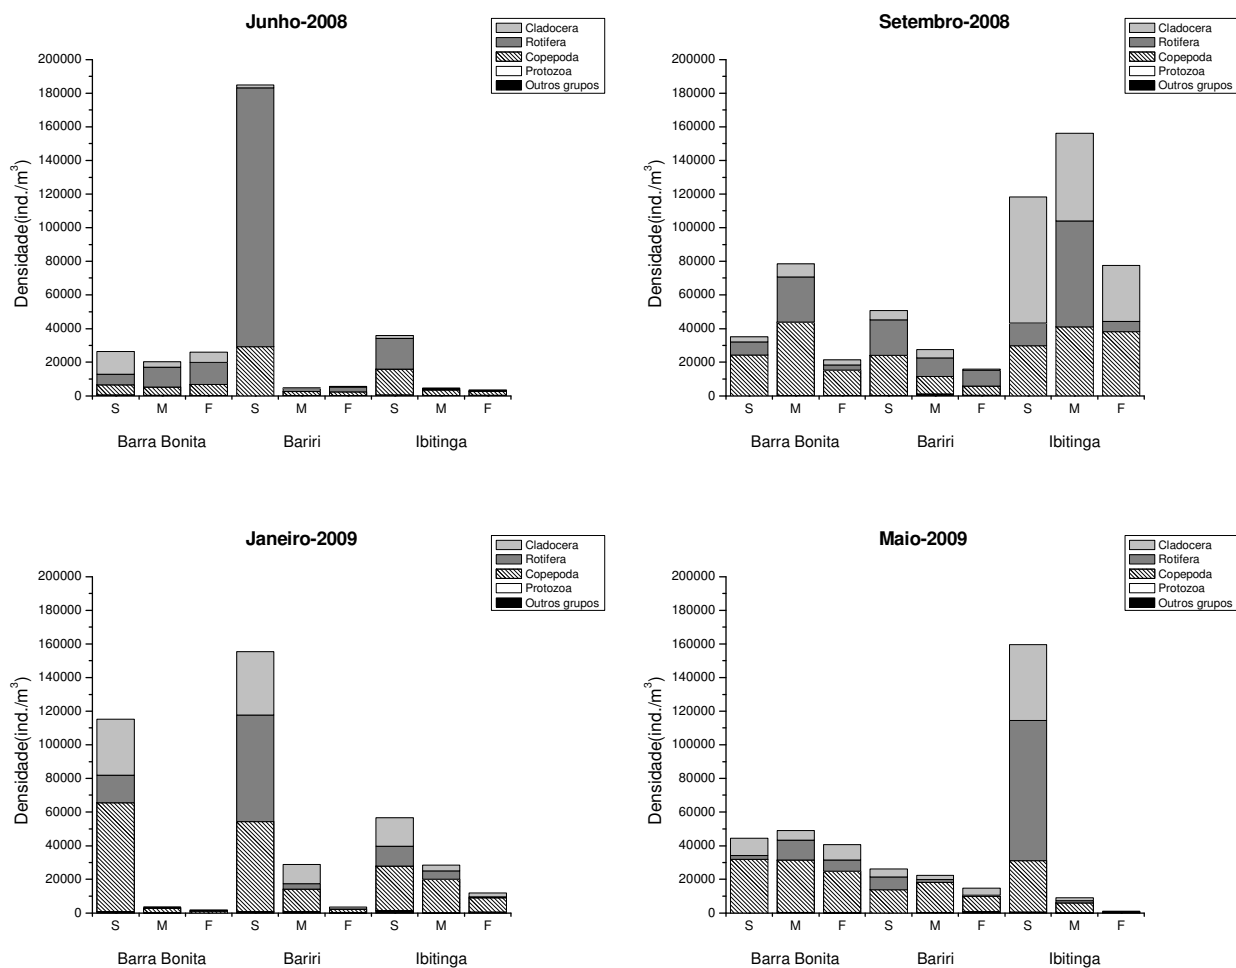 Junho-2008
Cladocera
Rotifera
Copepoda
Protozoa
Outros grupos
Densidade(ind./m³)
200000
180000
160000
140000
120000
100000
80000
60000
40000
20000
0
S M F S M F S M F
Barra Bonita Bariri Ibitinga
Setembro-2008
Cladocera
Rotifera
Copepoda
Protozoa
Outros grupos
Densidade(ind./m³)
200000
180000
160000
140000
120000
100000
80000
60000
40000
20000
0
S M F S M F S M F
Barra Bonita Bariri Ibitinga
Janeiro-2009
Cladocera
Rotifera
Copepoda
Protozoa
Outros grupos
Densidade(ind./m³)
200000
180000
160000
140000
120000
100000
80000
60000
40000
20000
0
S M F S M F S M F
Barra Bonita Bariri Ibitinga
Maio-2009
Cladocera
Rotifera
Copepoda
Protozoa
Outros grupos
Densidade(ind./m³)
200000
180000
160000
140000
120000
100000
80000
60000
40000
20000
0
S M F S M F S M F
Barra Bonita Bariri Ibitinga